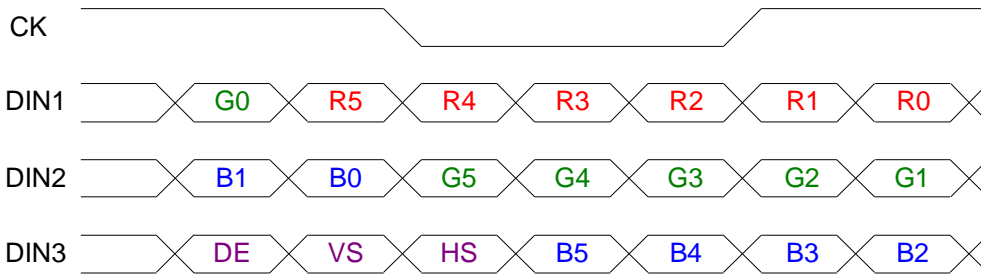 CK
DIN1 G0 R5 R4 R3 R2 R1 R0
DIN2 B1 B0 G5 G4 G3 G2 G1
DIN3 DE VS HS B5 B4 B3 B2